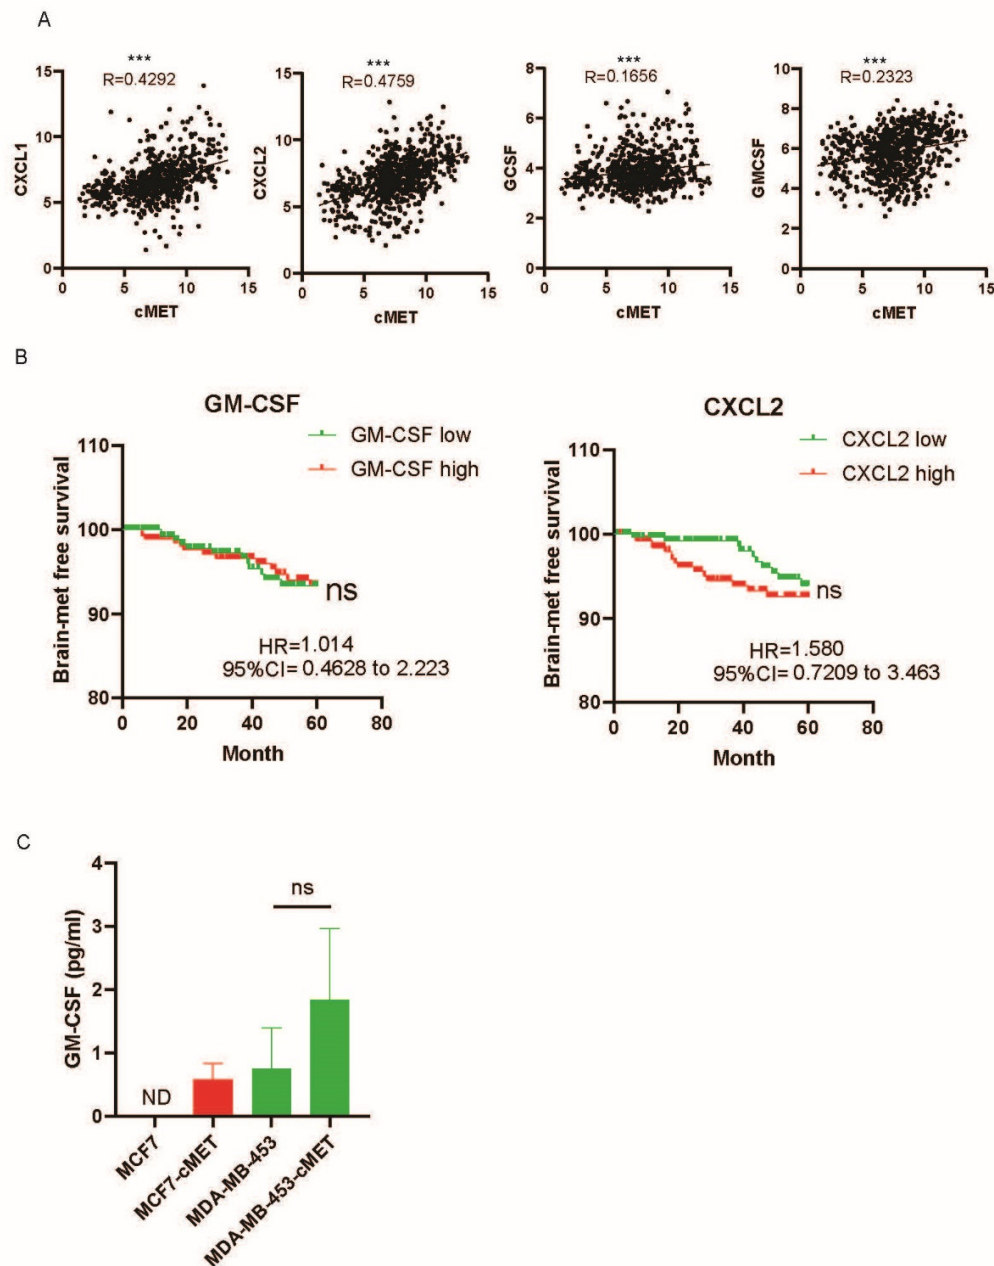 A
***
R=0.4292
15
10
5
0
CXCL1
0
5
10
15
cMET
***
R=0.4759
15
10
5
0
CXCL2
0
5
10
15
cMET
***
R=0.1656
8
6
4
2
0
GCSF
0
5
10
15
cMET
***
R=0.2323
10
8
6
4
2
0
GMCSF
0
5
10
15
cMET
B
GM-CSF
GM-CSF low
GM-CSF high
110
100
90
80
Brain-met free survival
ns
HR=1.014
95%CI= 0.4628 to 2.223
0
20
40
60
80
Month
CXCL2
CXCL2 low
CXCL2 high
110
100
90
80
Brain-met free survival
ns
HR=1.580
95%CI= 0.7209 to 3.463
0
20
40
60
80
Month
C
4
3
2
1
0
GM-CSF (pg/ml)
ns
ND
MCF7
MCF7-cMET
MDA-MB-453
MDA-MB-453-cMET